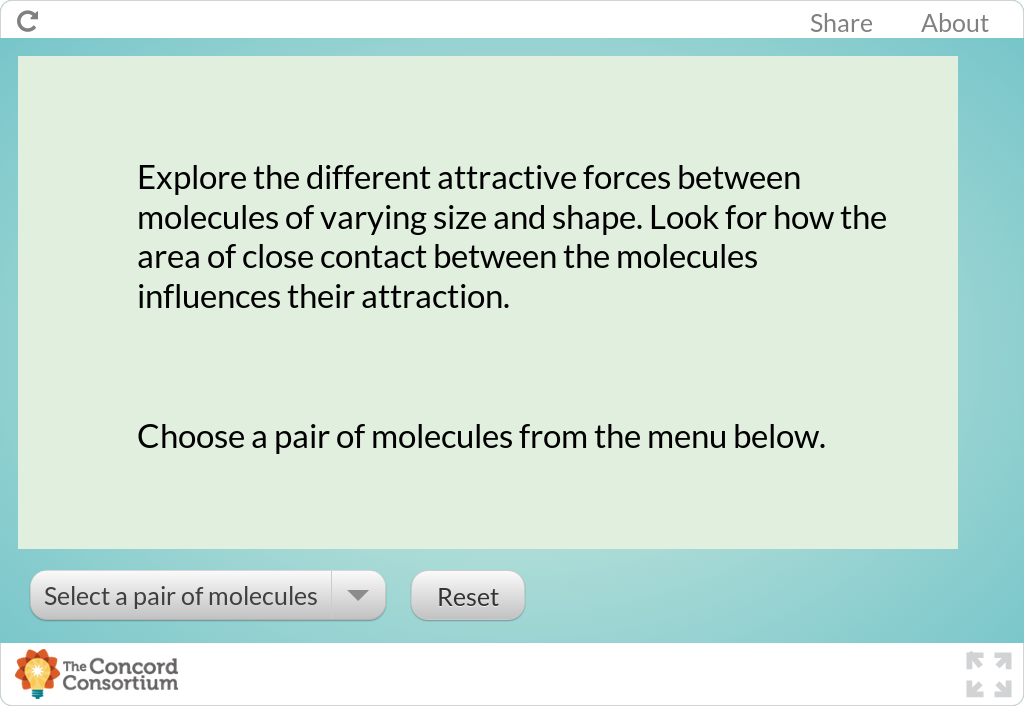 Share About
Explore the different attractive forces between
molecules of varying size and shape. Look for how the
area of close contact between the molecules
influences their attraction.
Choose a pair of molecules from the menu below.
Select a pair of molecules Reset
The Concord
Consortium